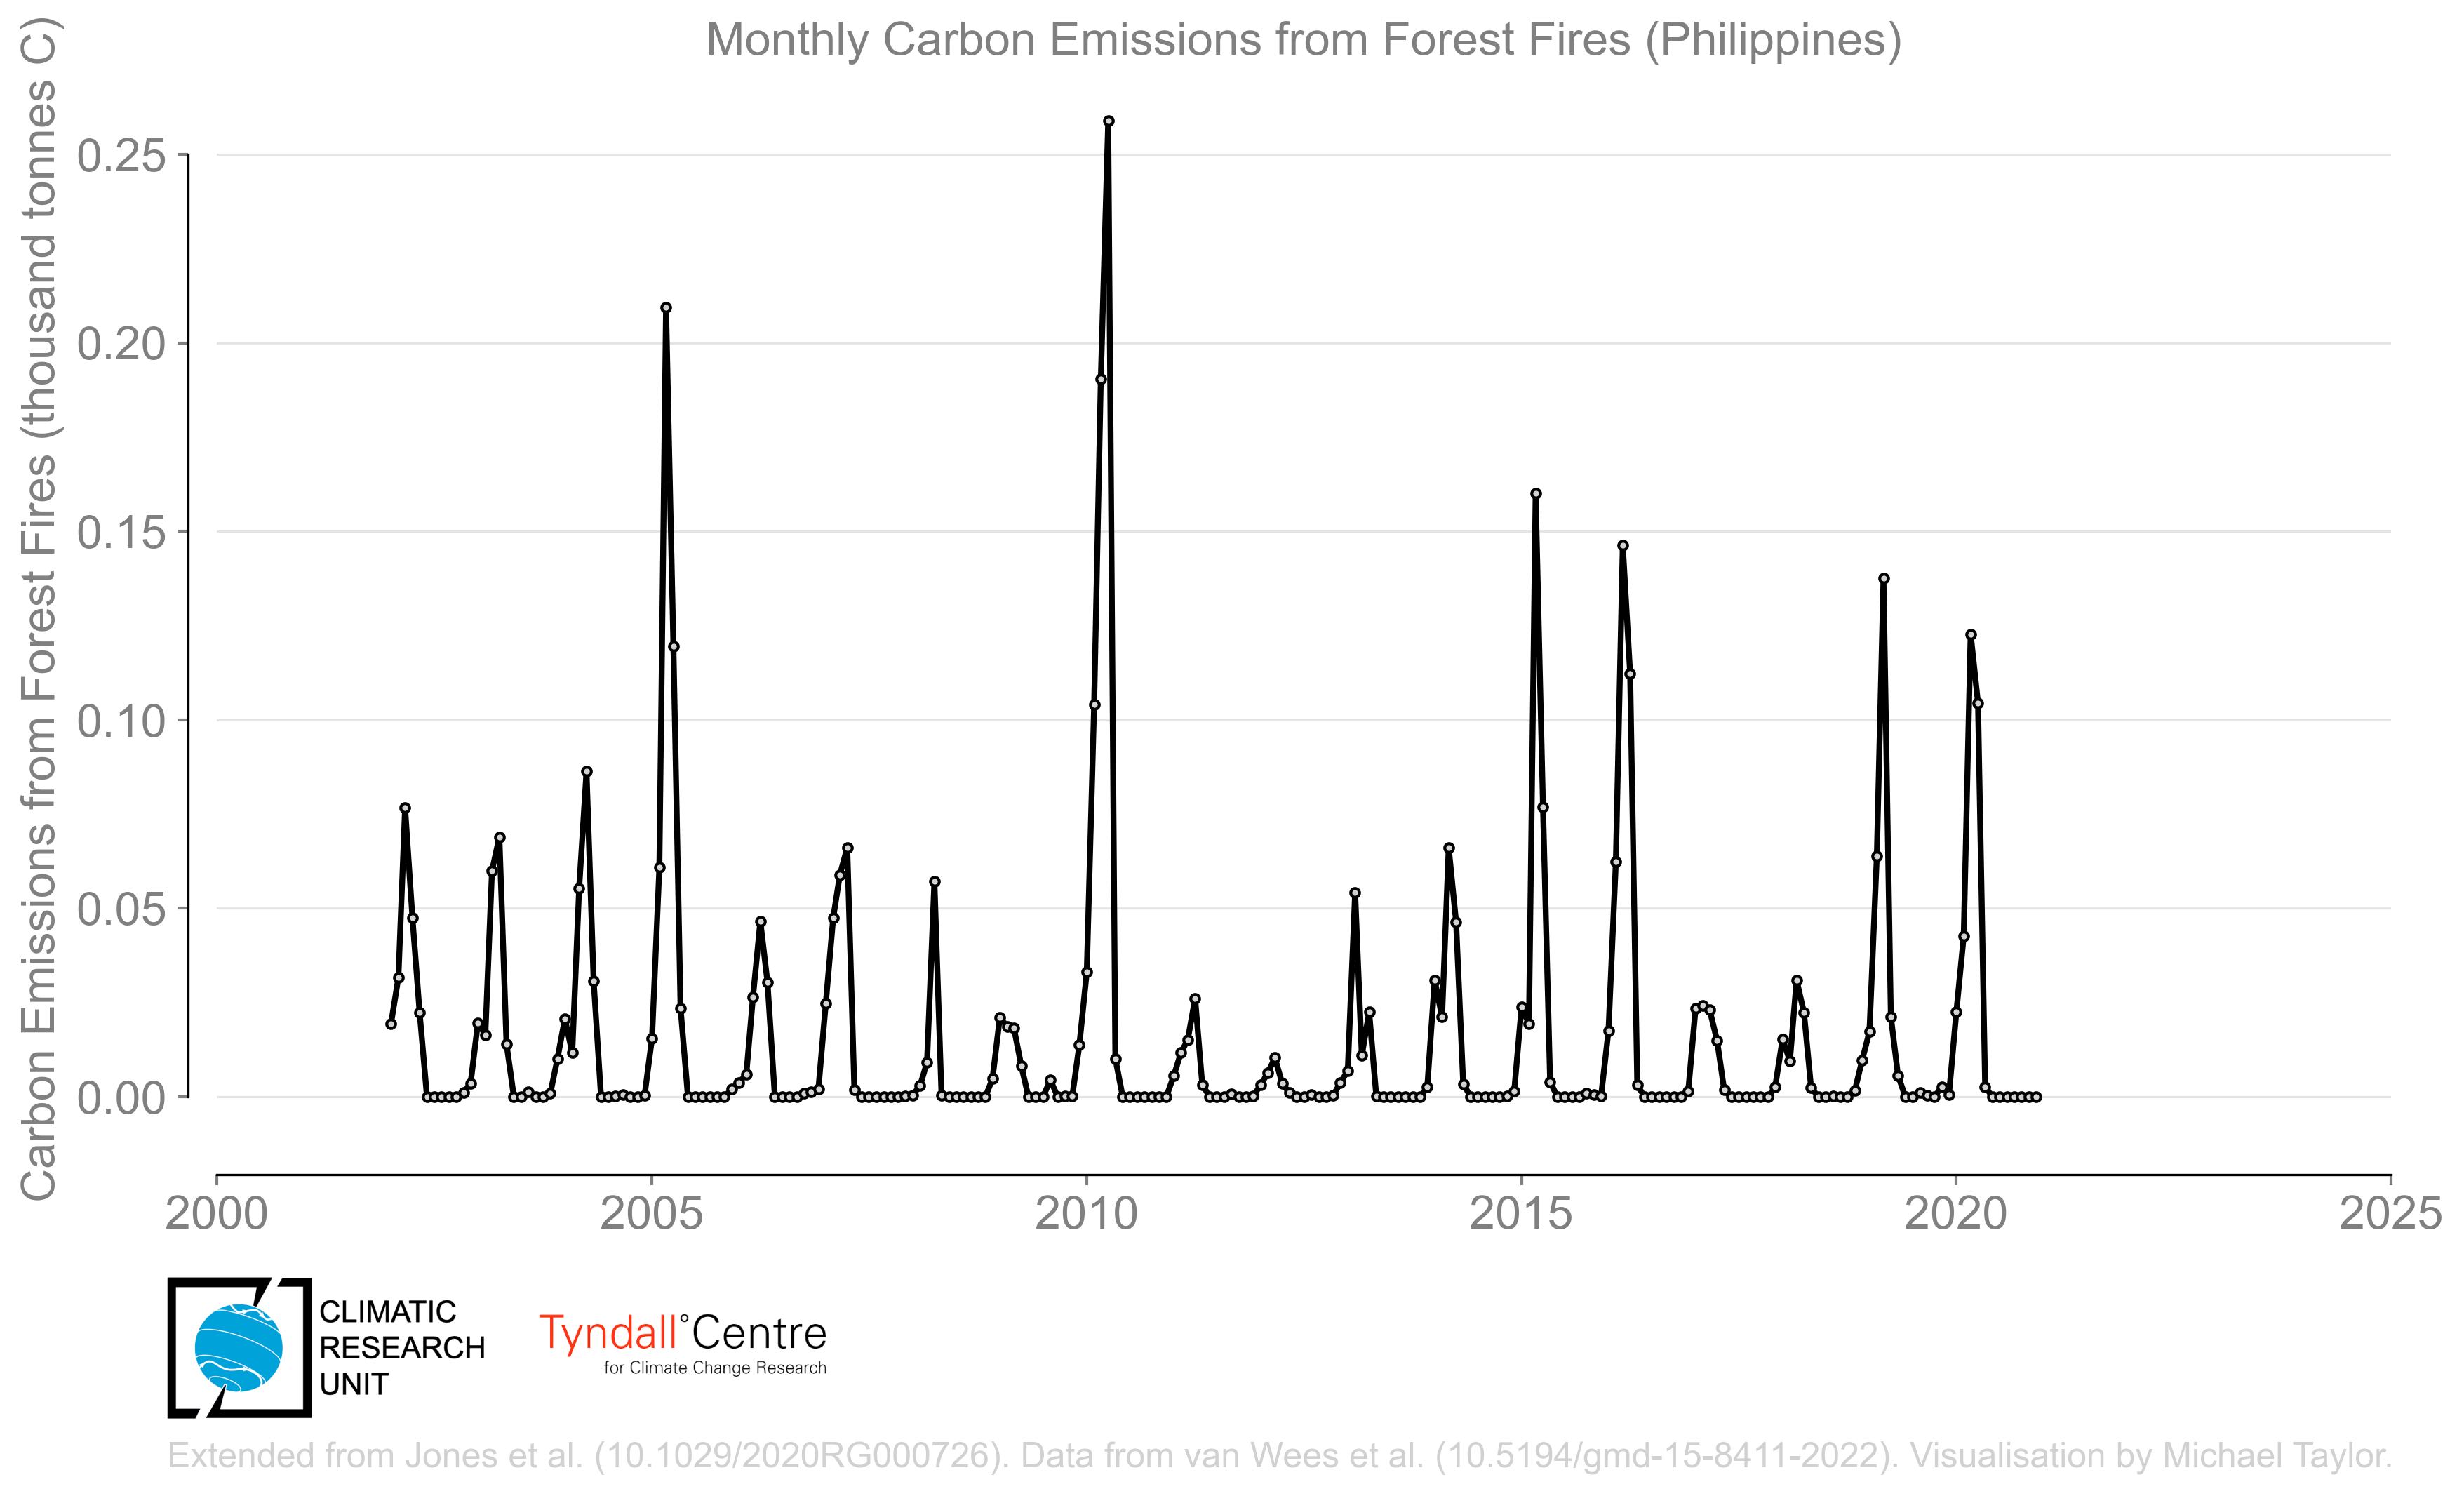 Monthly Carbon Emissions from Forest Fires (Philippines)
Carbon Emissions from Forest Fires (thousand tonnes C)
0.25
0.20
0.15
0.10
0.05
0.00
2000 2005 2010 2015 2020 2025
CLIMATIC
RESEARCH
UNIT
Tyndall°Centre
for Climate Change Research
Extended from Jones et al. (10.1029/2020RG000726). Data from van Wees et al. (10.5194/gmd-15-8411-2022). Visualisation by Michael Taylor.